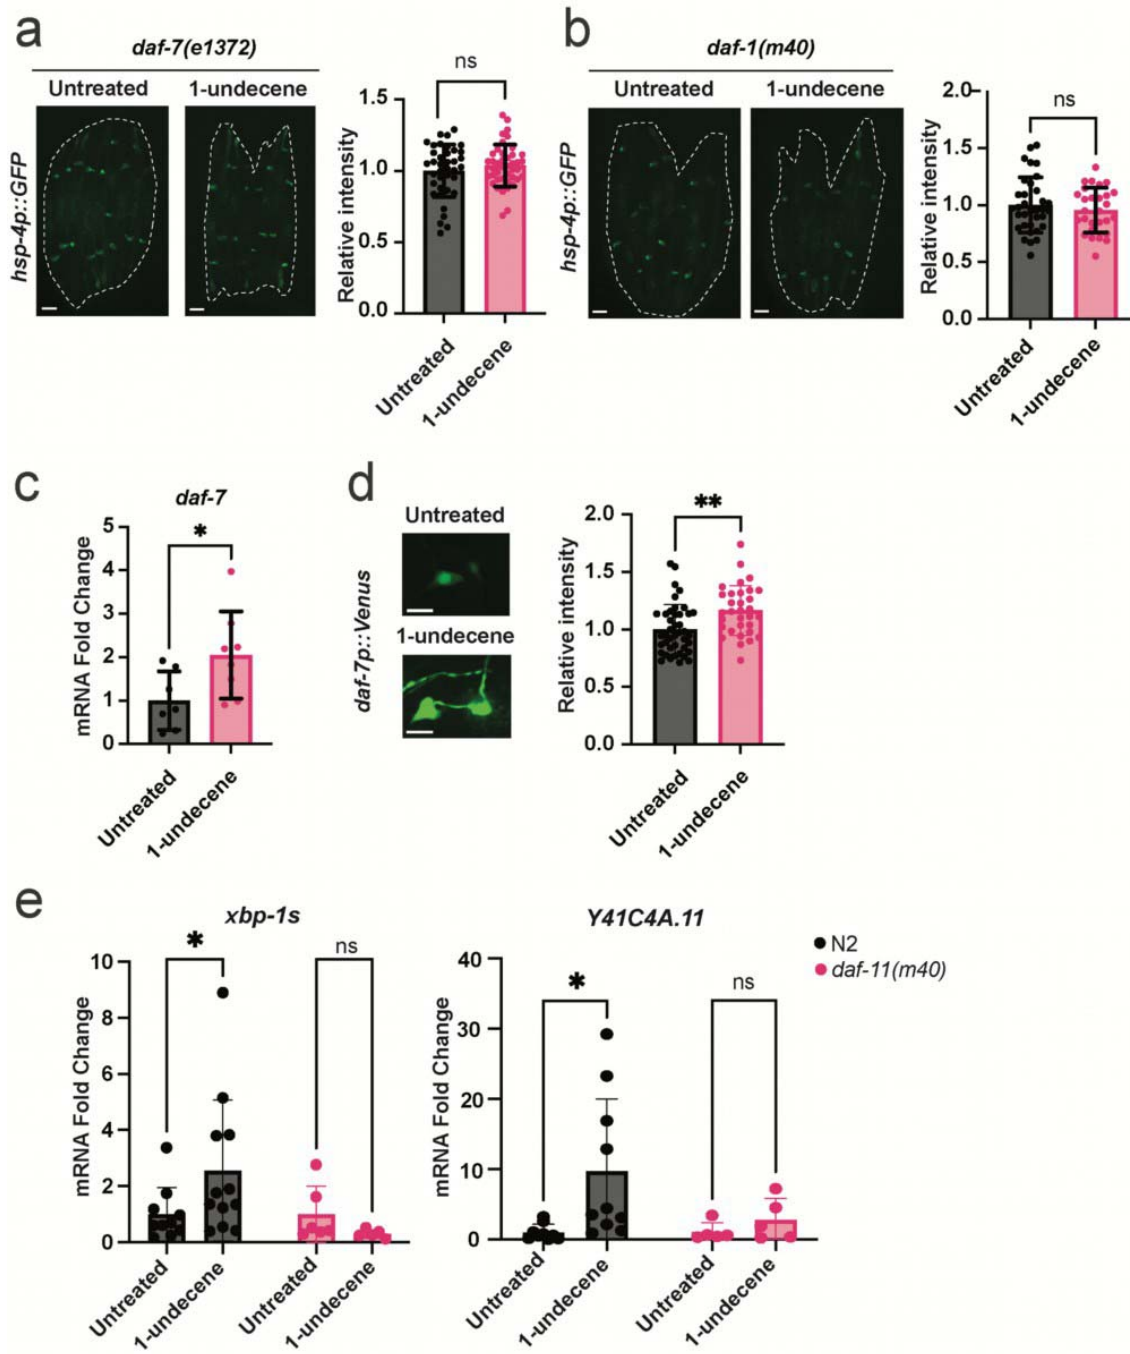 a
daf-7(e1372)
Untreated
1-undecene
hsp-4p::GFP
ns
Relative intensity
1.5
1.0
0.5
0.0
Untreated
1-undecene
b
daf-1(m40)
Untreated
1-undecene
hsp-4p::GFP
ns
Relative intensity
2.0
1.5
1.0
0.5
0.0
Untreated
1-undecene
c
daf-7
*
mRNA Fold Change
5
4
3
2
1
0
Untreated
1-undecene
d
Untreated
1-undecene
daf-7p::Venus
**
Relative intensity
2.0
1.5
1.0
0.5
0.0
Untreated
1-undecene
e
xbp-1s
*
ns
mRNA Fold Change
10
8
6
4
2
0
Untreated
1-undecene
Untreated
1-undecene
Y41C4A.11
*
ns
mRNA Fold Change
40
30
20
10
0
Untreated
1-undecene
Untreated
1-undecene
N2
daf-11(m40)